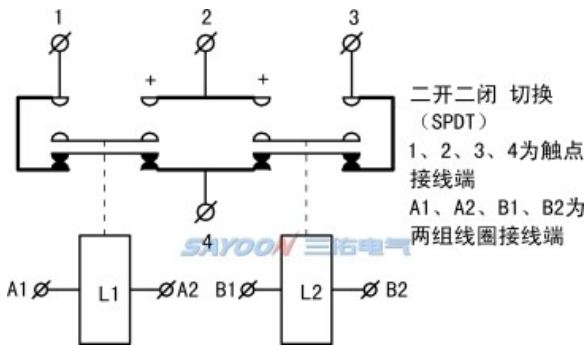 1 2 3
+ +
二开二闭 切换
（SPDT）
1、2、3、4为触点
接线端
A1、A2、B1、B2为
两组线圈接线端
4
SAYOON 三佑电气
A1 L1 A2 B1 L2 B2